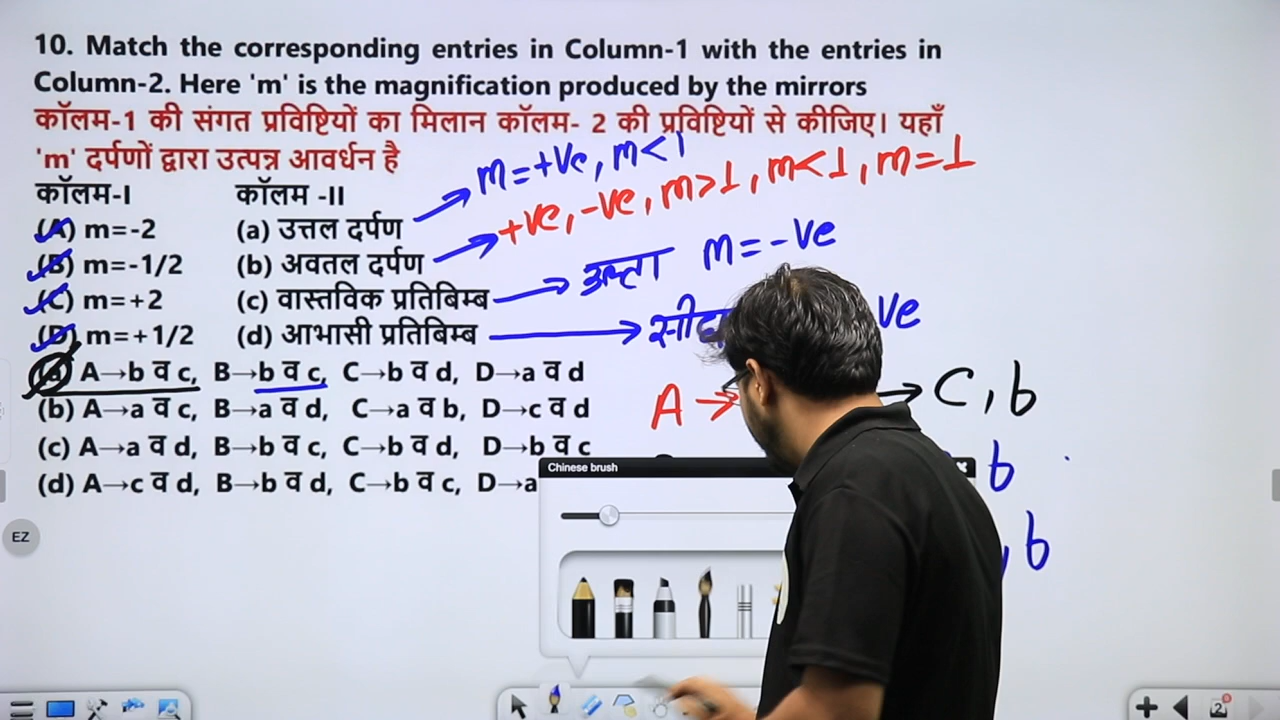 10. Match the corresponding entries in Column-1 with the entries in
Column-2. Here 'm' is the magnification produced by the mirrors
कॉलम-1 की संगत प्रविष्टियों का मिलान कॉलम- 2 की प्रविष्टियों से कीजिए। यहाँ
'm' दर्पणों द्वारा उत्पन्न आवर्धन है
m=+ve, m<1
+ve, -ve, m>1, m<1, m=1
कॉलम-I कॉलम -II
(A) m=-2 (a) उत्तल दर्पण
(B) m=-1/2 (b) अवतल दर्पण
m=-ve
(C) m=+2 (c) वास्तविक प्रतिबिम्ब
(D) m=+1/2 (d) आभासी प्रतिबिम्ब
ve
(a) A→b व c, B→b व c, C→b व d, D→a व d
A → → C, b
(b) A→a व c, B→a व d, C→a व b, D→c व d
(c) A→a व d, B→b व c, C→b व d, D→b व c
b
(d) A→c व d, B→b व d, C→b व c, D→a
Chinese brush
, b
EZ
2